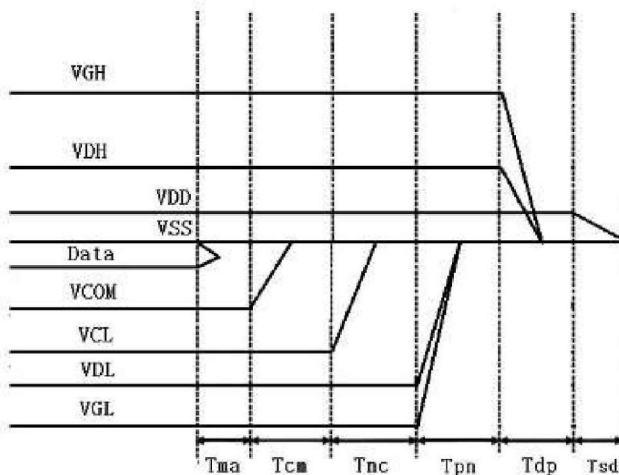 VGH
VDH
VDD
VSS
Data
VCOM
VCL
VDL
VGL
Tma Tcm Tnc Tpn Tdp Tsd